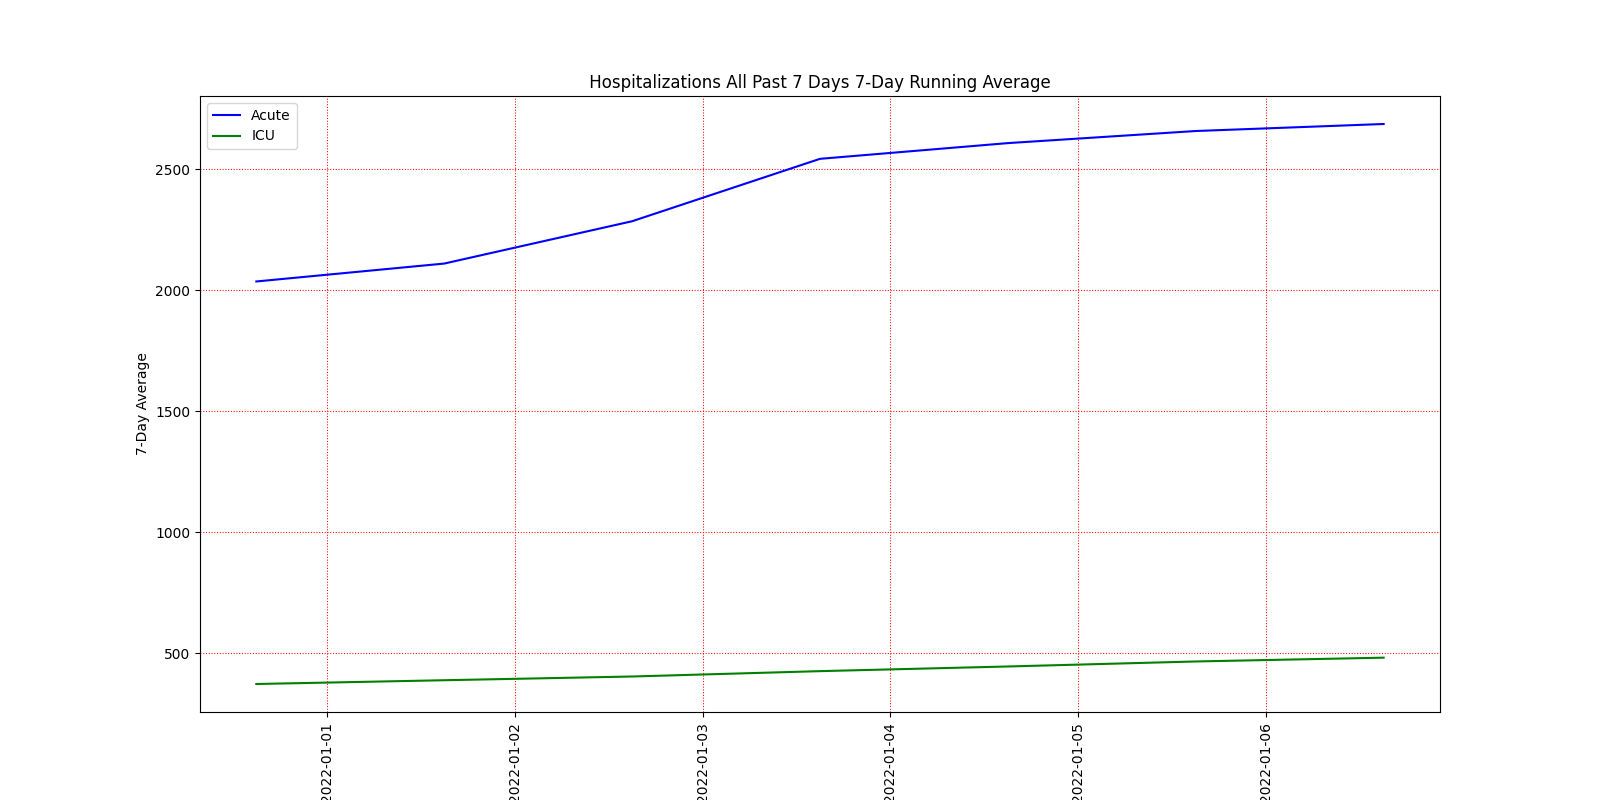 Hospitalizations All Past 7 Days 7-Day Running Average
Acute
ICU
7-Day Average
2500
2000
1500
1000
500
2022-01-01
2022-01-02
2022-01-03
2022-01-04
2022-01-05
2022-01-06